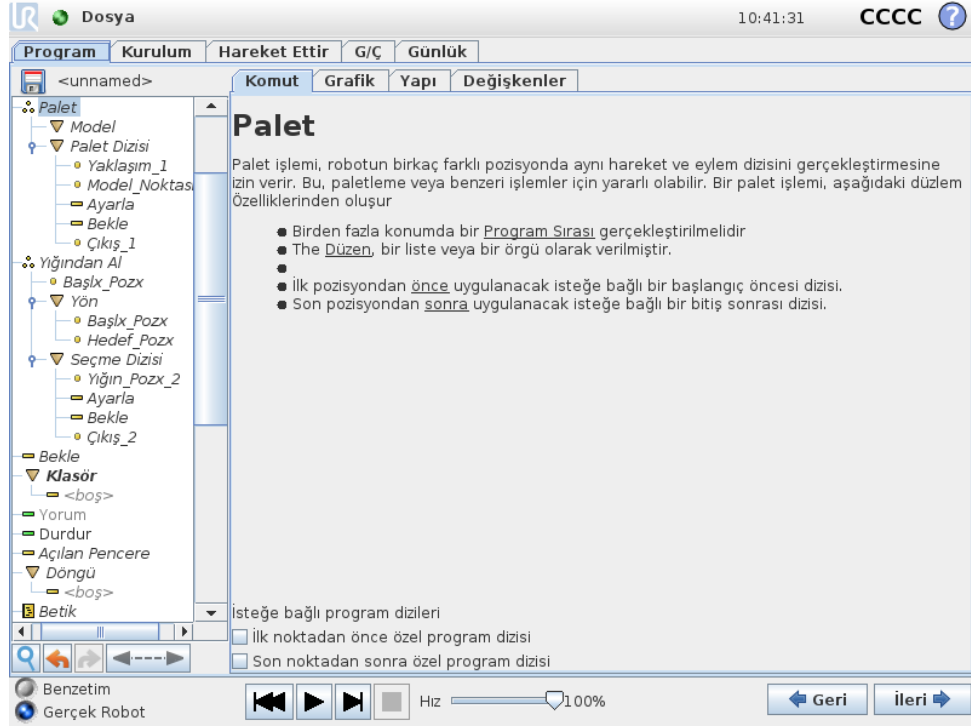 UR Dosya 10:41:31 CCCC ?
Program Kurulum Hareket Ettir G/Ç Günlük
<unnamed>
Komut Grafik Yapı Değişkenler
Palet
Model
Palet Dizisi
Yaklaşım_1
Model_Noktası
Ayarla
Bekle
Çıkış_1
Yığından Al
Başlx_Pozx
Yön
Başlx_Pozx
Hedef_Pozx
Seçme Dizisi
Yığın_Pozx_2
Ayarla
Bekle
Çıkış_2
Bekle
Klasör
<boş>
Yorum
Durdur
Açılan Pencere
Döngü
<boş>
Betik
Palet
Palet işlemi, robotun birkaç farklı pozisyonda aynı hareket ve eylem dizisini gerçekleştirmesine
izin verir. Bu, paletleme veya benzeri işlemler için yararlı olabilir. Bir palet işlemi, aşağıdaki düzlem
Özelliklerinden oluşur
Birden fazla konumda bir Program Sırası gerçekleştirilmelidir
The Düzen, bir liste veya bir örgü olarak verilmiştir.
İlk pozisyondan önce uygulanacak isteğe bağlı bir başlangıç öncesi dizisi.
Son pozisyondan sonra uygulanacak isteğe bağlı bir bitiş sonrası dizisi.
İsteğe bağlı program dizileri
İlk noktadan önce özel program dizisi
Son noktadan sonra özel program dizisi
Benzetim
Gerçek Robot
Hız 100%
Geri İleri